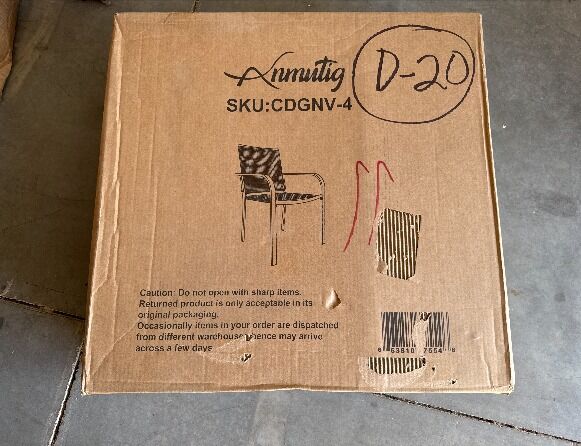 Anmutig
D-20
SKU:CDGNV-4
Caution: Do not open with sharp items.
Returned product is only acceptable in its
original packaging.
Occasionally items in your order are dispatched
from different warehouse hence may arrive
across a few days